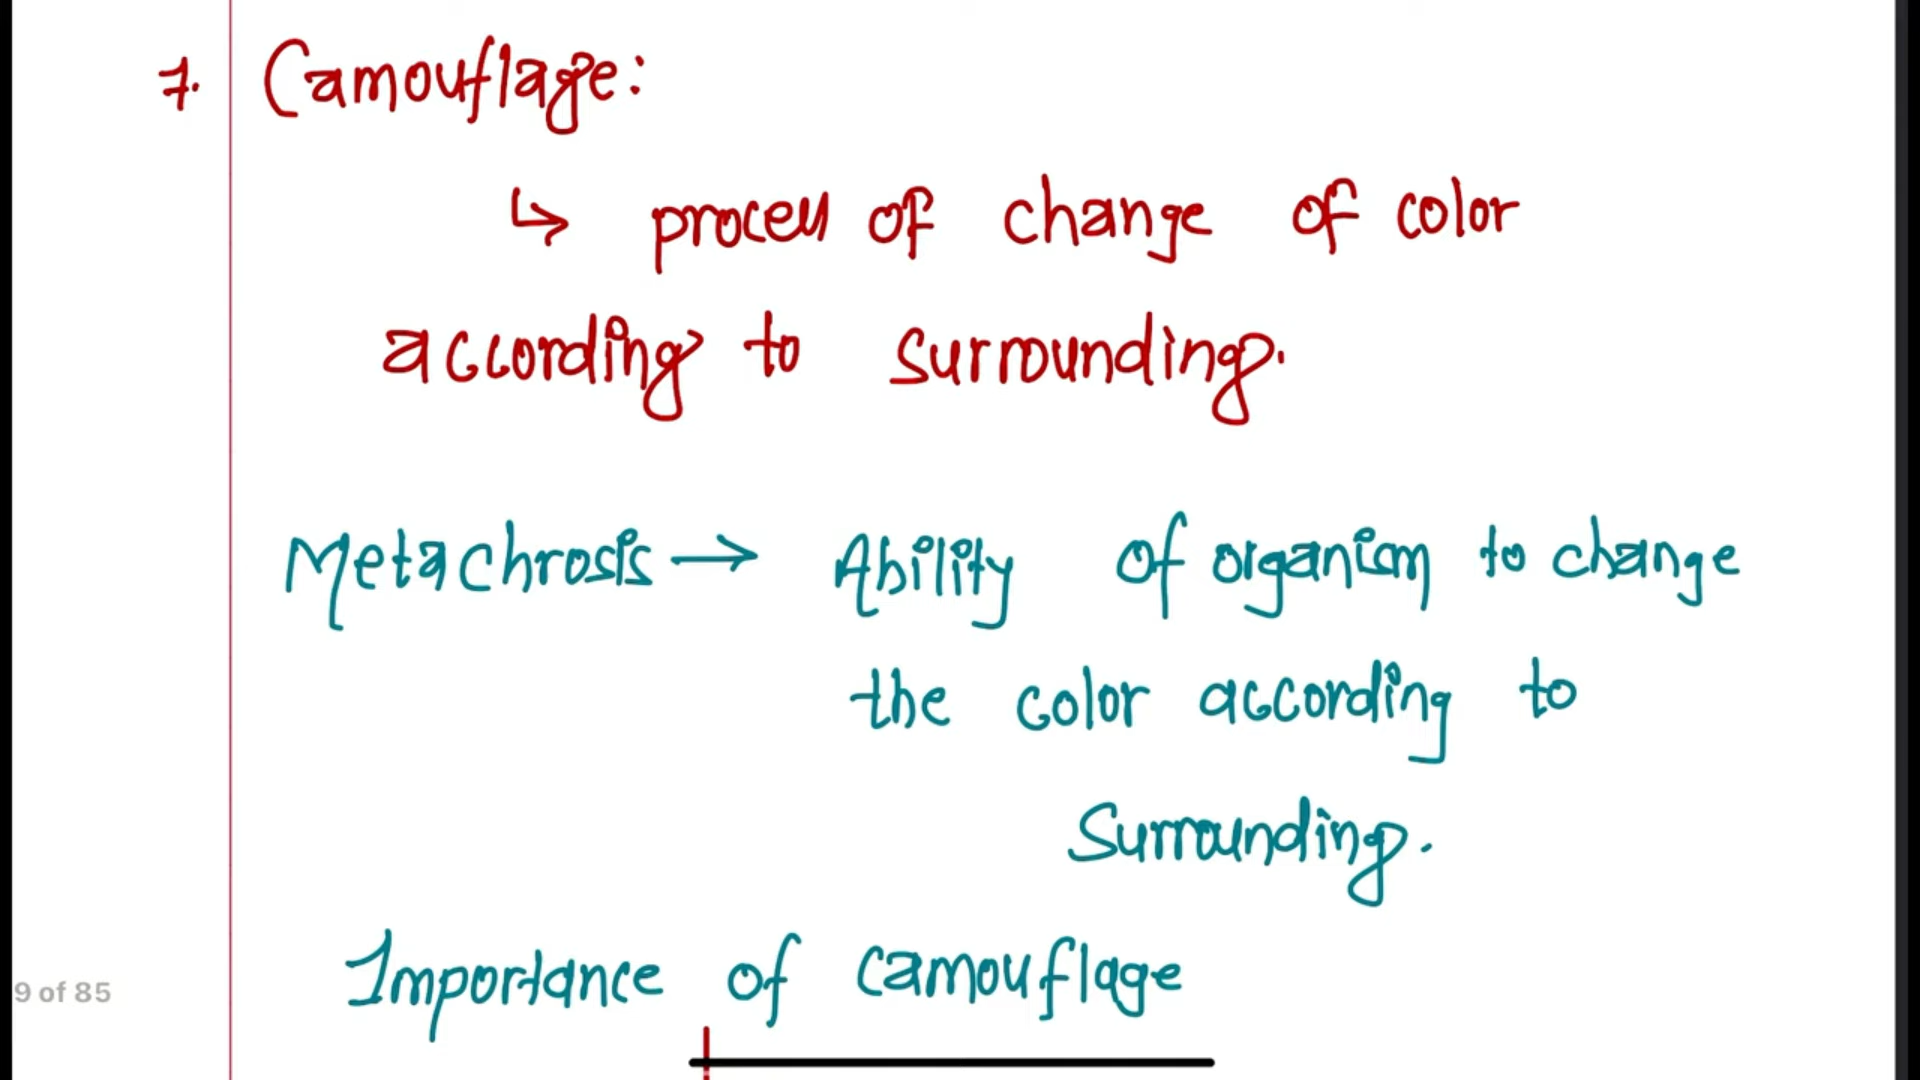 7. Camouflage:
↳ process of change of color
according to surrounding.
Metachrosis → Ability of organism to change
the color according to
Surrounding.
Importance of camouflage
9 of 85